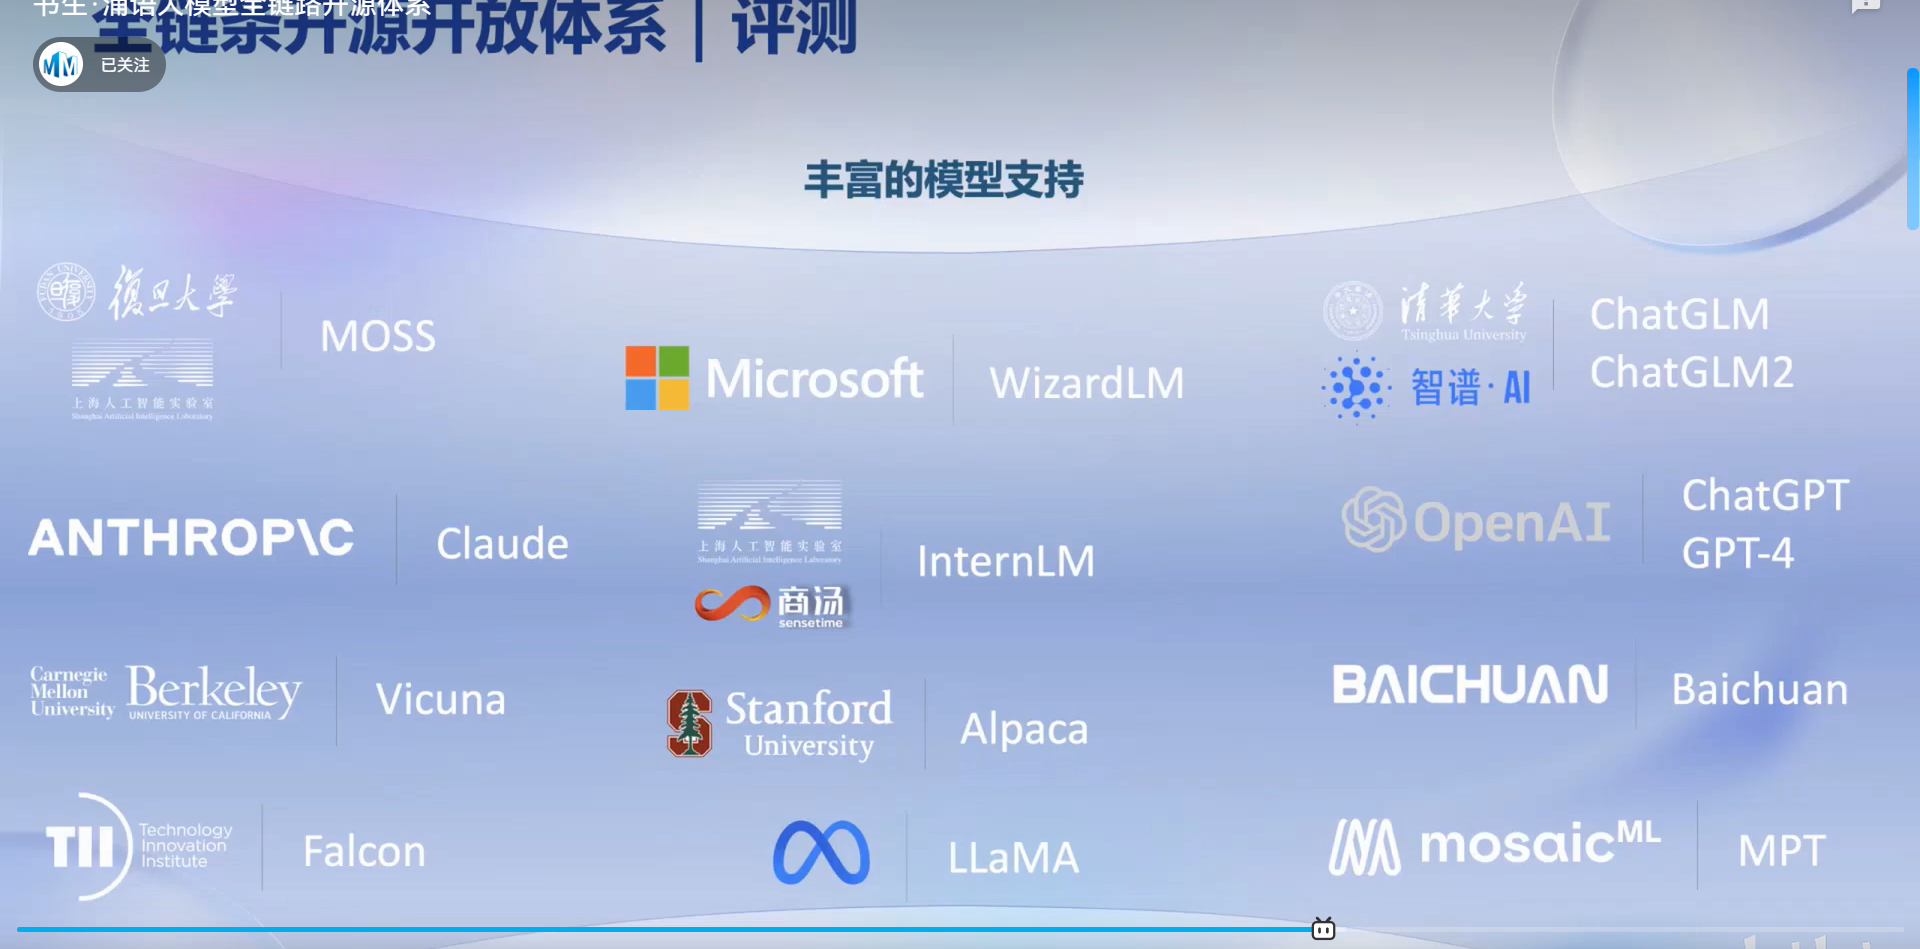 书生·浦语大模型全链路开源体系
全链条开源开放体系 | 评测
已关注
丰富的模型支持
復旦大學
上海人工智能实验室
Shanghai Artificial Intelligence Laboratory
MOSS
Microsoft
WizardLM
清華大学
Tsinghua University
智谱·AI
ChatGLM
ChatGLM2
ANTHROP\C
Claude
上海人工智能实验室
Shanghai Artificial Intelligence Laboratory
商汤
sensetime
InternLM
OpenAI
ChatGPT
GPT-4
Carnegie
Mellon
University
Berkeley
UNIVERSITY OF CALIFORNIA
Vicuna
Stanford
University
Alpaca
BAICHUAN
Baichuan
TII
Technology
Innovation
Institute
Falcon
LLaMA
mosaicML
MPT